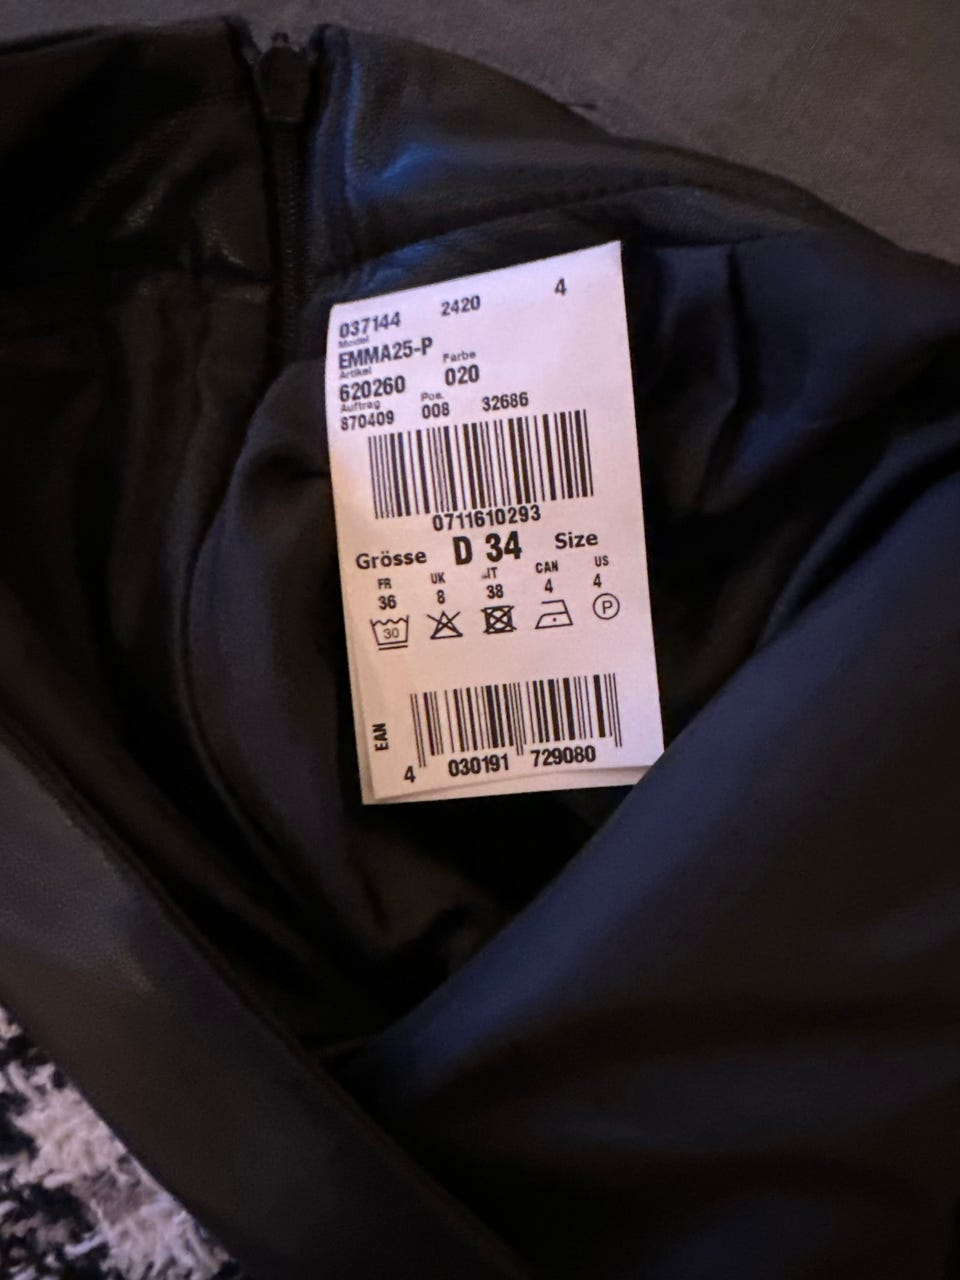 037144 2420 4
Model
EMMA25-P
Artikel Farbe
620260 020
Auftrag Pos.
870409 008 32686
0711610293
Grösse D 34 Size
FR UK IT CAN US
36 8 38 4 4
30 P
EAN
4 030191 729080